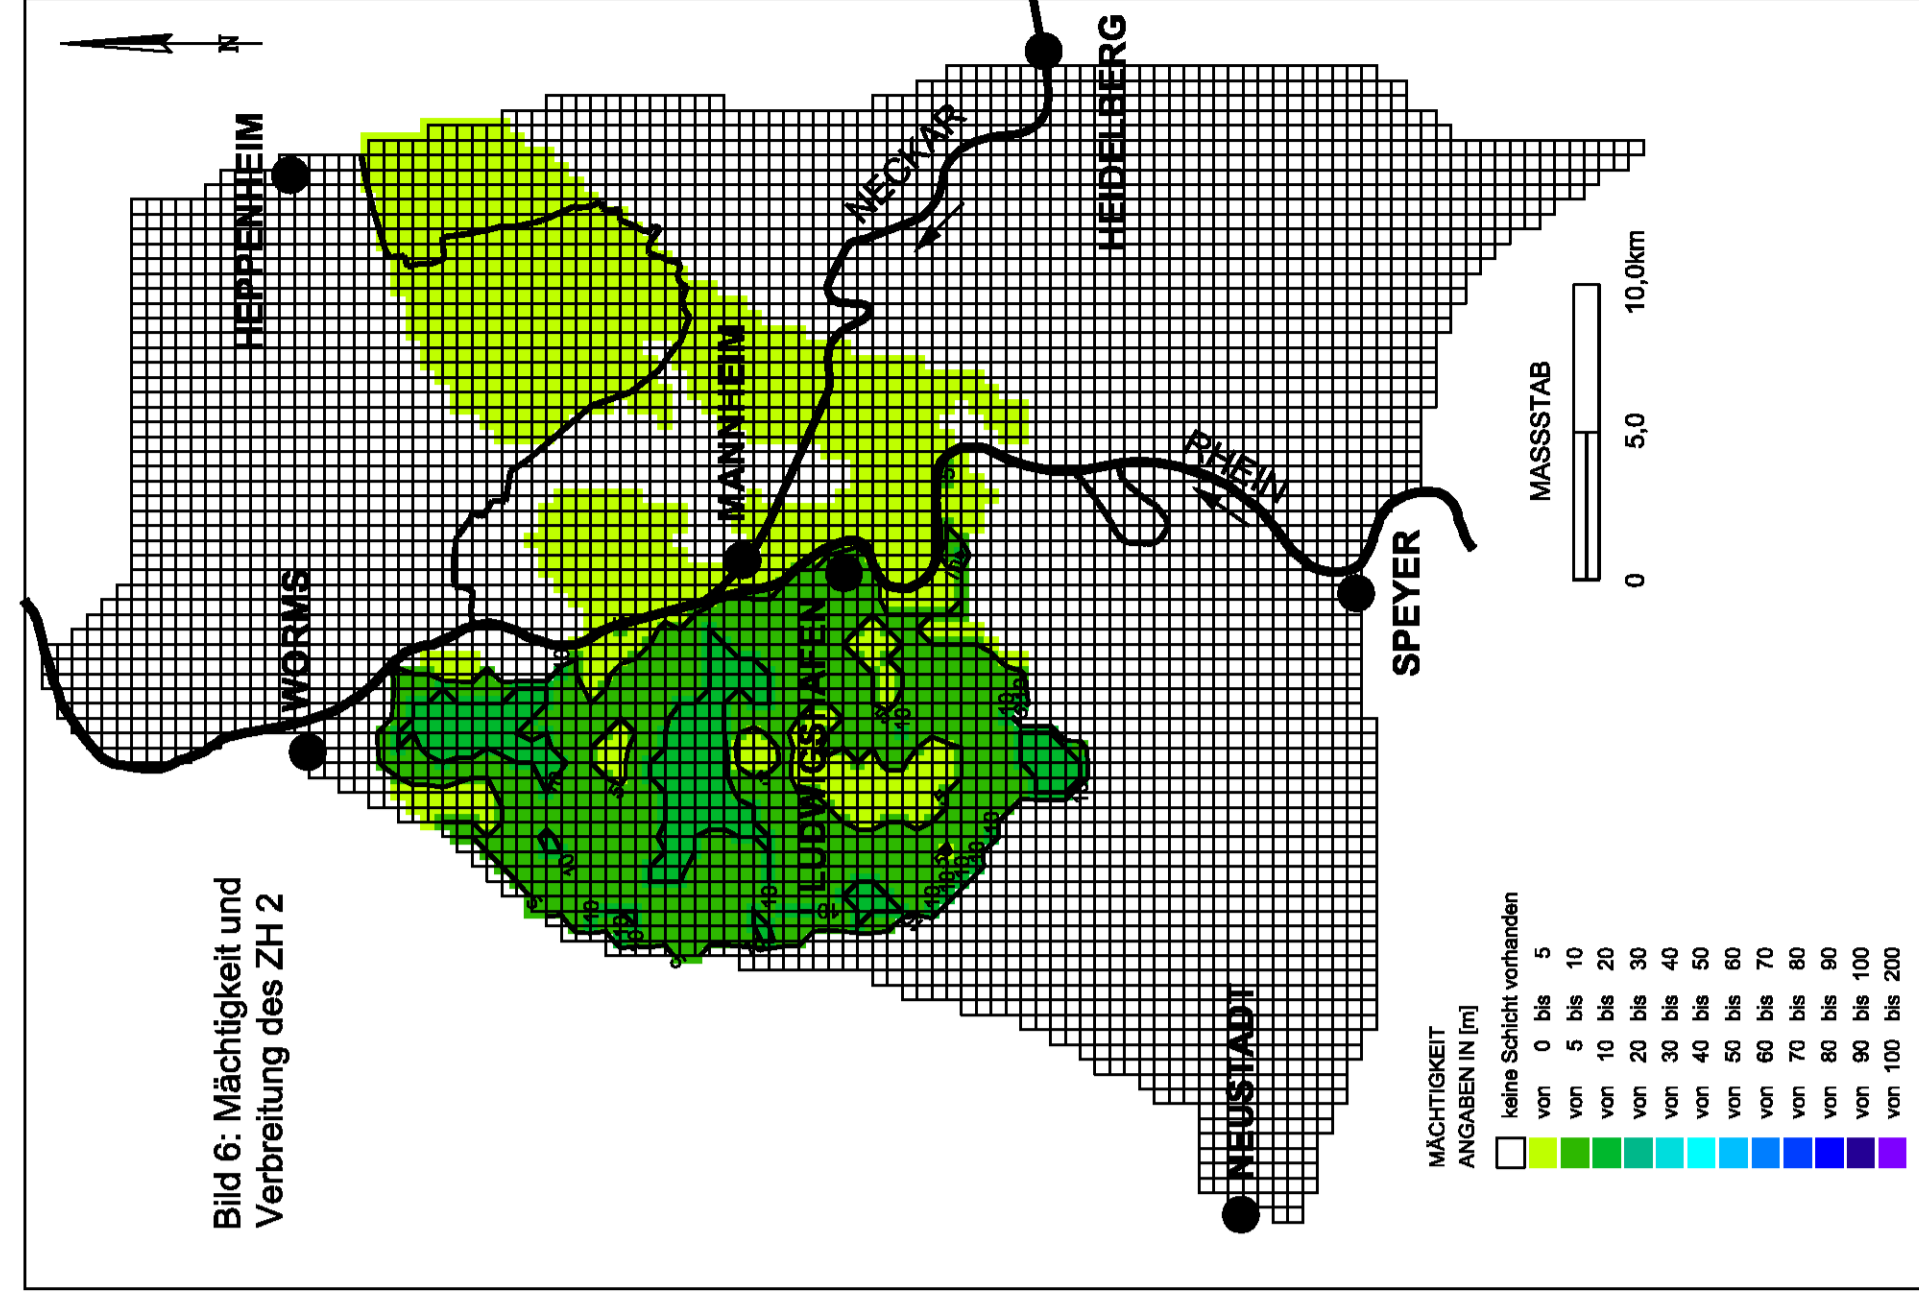 Bild 6: Mächtigkeit und
Verbreitung des ZH 2
N
HEPPENHEIM
WORMS
MANNHEIM
NECKAR
HEIDELBERG
LUDWIGSHAFEN
RHEIN
SPEYER
NEUSTADT
MASSSTAB
0 5,0 10,0km
MÄCHTIGKEIT
ANGABEN IN [m]
keine Schicht vorhanden
von 0 bis 5
von 5 bis 10
von 10 bis 20
von 20 bis 30
von 30 bis 40
von 40 bis 50
von 50 bis 60
von 60 bis 70
von 70 bis 80
von 80 bis 90
von 90 bis 100
von 100 bis 200